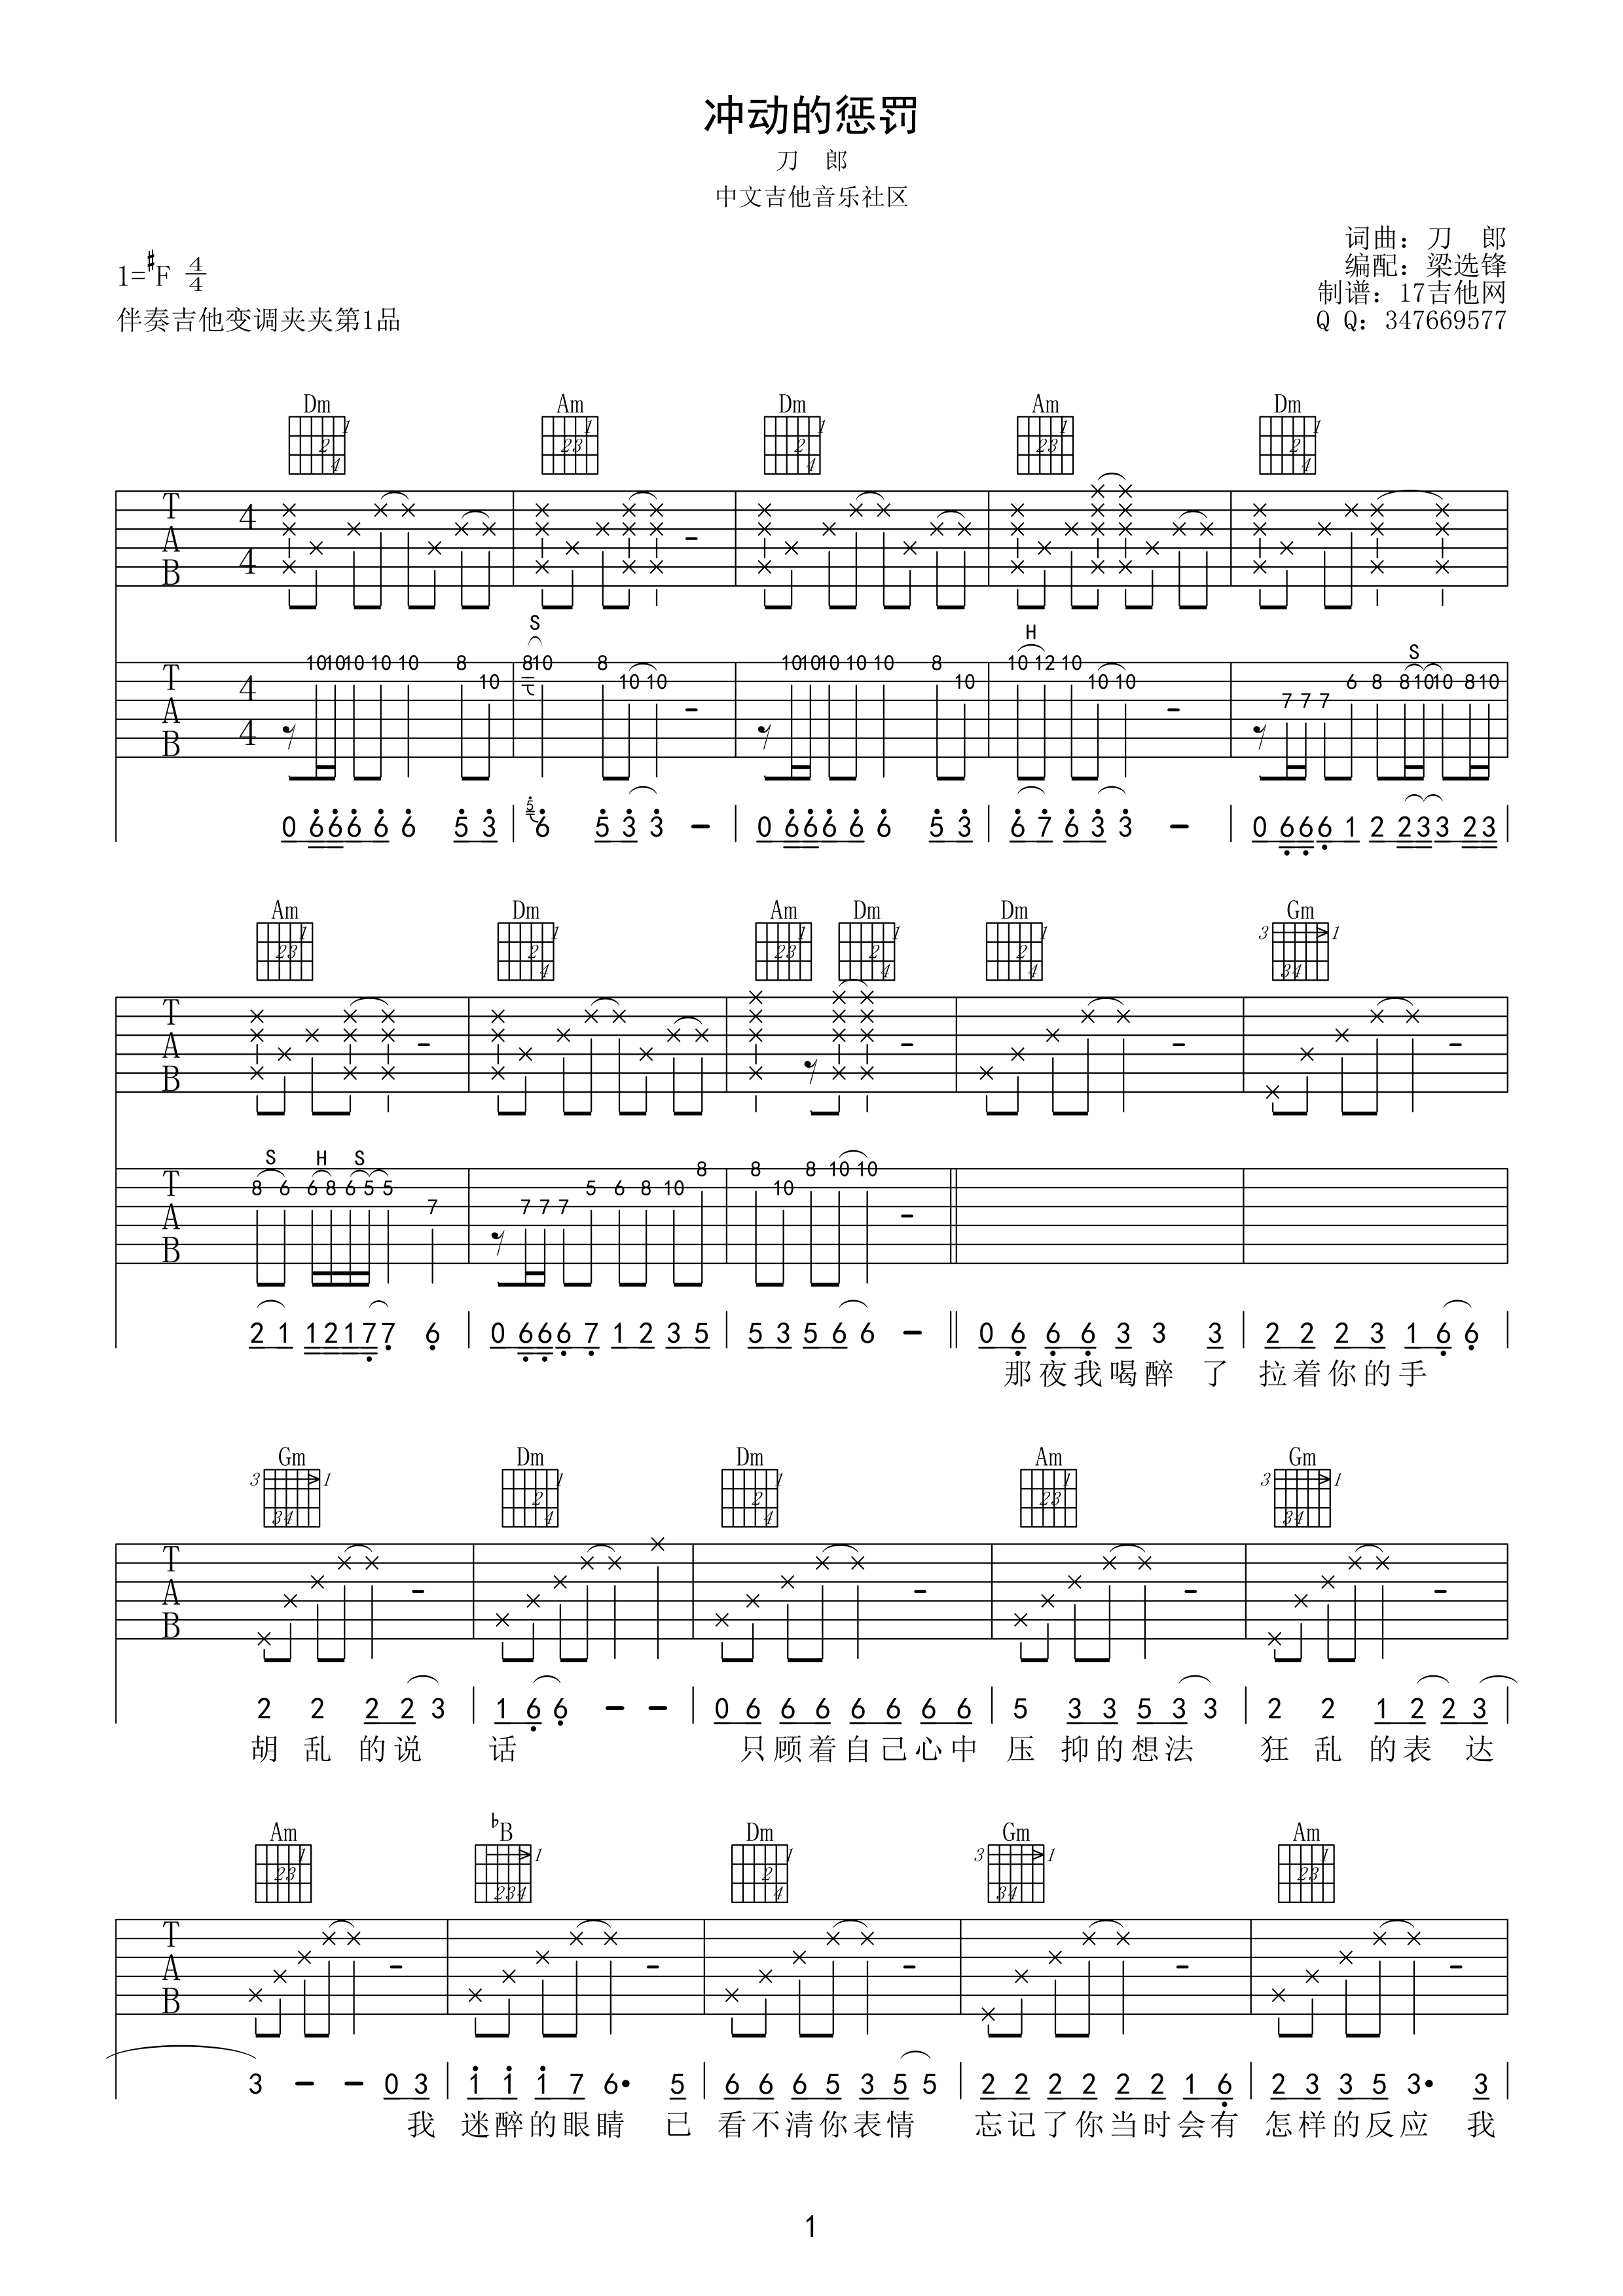 冲动的惩罚
刀 郎
中文吉他音乐社区
词曲：刀 郎
编配：梁选锋
制谱：17吉他网
Q Q：347669577
1=#F 4/4
伴奏吉他变调夹夹第1品
Dm Am Dm Am Dm
T A B 4 4
S H S
T A B 4 4
8 10 10 10 10 10 8 10 8 10 8 10 10 10 10 10 10 10 8 10 10 12 10 10 10 7 7 7 6 8 8 10 10 8 10
0 6 6 6 6 6 5 3 | 5 6 5 3 3 - | 0 6 6 6 6 6 5 3 | 6 7 6 3 3 - | 0 6 6 6 1 2 2 3 3 2 3 |
Am Dm Am Dm Dm Gm
3 1
T A B
S H S
T A B
8 6 6 8 6 5 5 7 7 7 7 5 6 8 10 8 8 10 8 10 10
2 1 1 2 1 7 7 6 | 0 6 6 6 7 1 2 3 5 | 5 3 5 6 6 - || 0 6 6 6 3 3 3 | 2 2 2 3 1 6 6 |
那夜我喝醉 了 拉着你的手
Gm Dm Dm Am Gm
T A B
2 2 2 2 3 | 1 6 6 - - | 0 6 6 6 6 6 6 6 | 5 3 3 5 3 3 | 2 2 1 2 2 3 |
胡 乱 的说 话 只顾着自己心中 压 抑的想法 狂 乱 的表 达
Am bB Dm Gm Am
T A B
3 - - 0 3 | 1 1 1 7 6· 5 | 6 6 6 5 3 5 5 | 2 2 2 2 2 2 1 6 | 2 3 3 5 3· 3 |
我 迷醉的眼睛 已 看不清你表情 忘记了你当时会有 怎样的反应 我
1